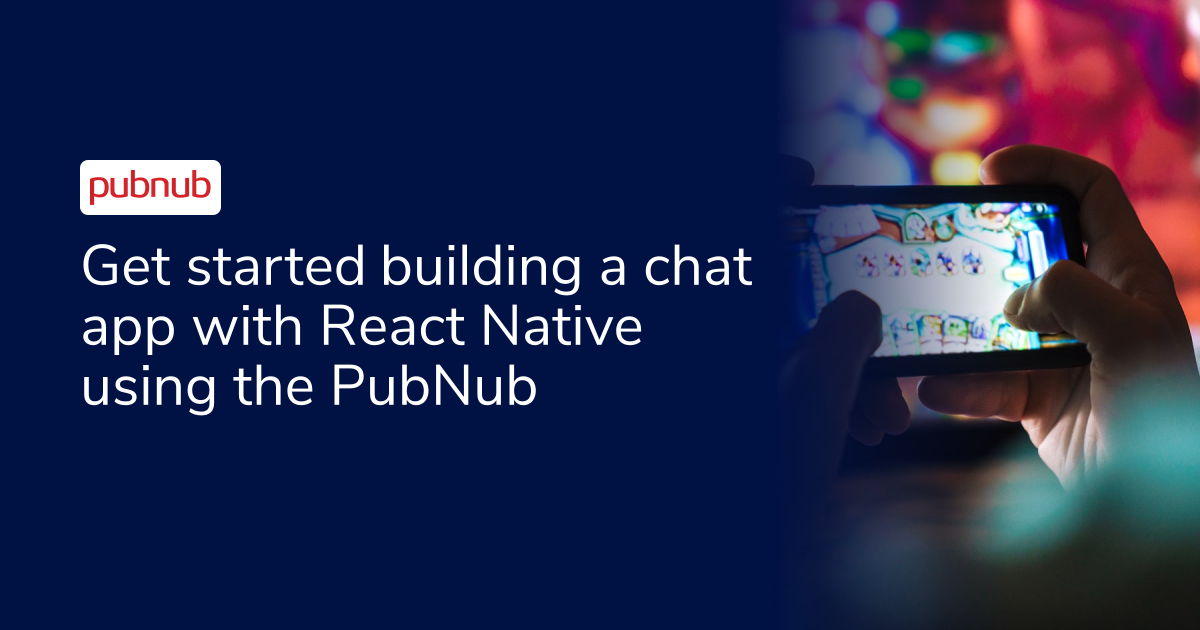 pubnub
Get started building a chat
app with React Native
using the PubNub